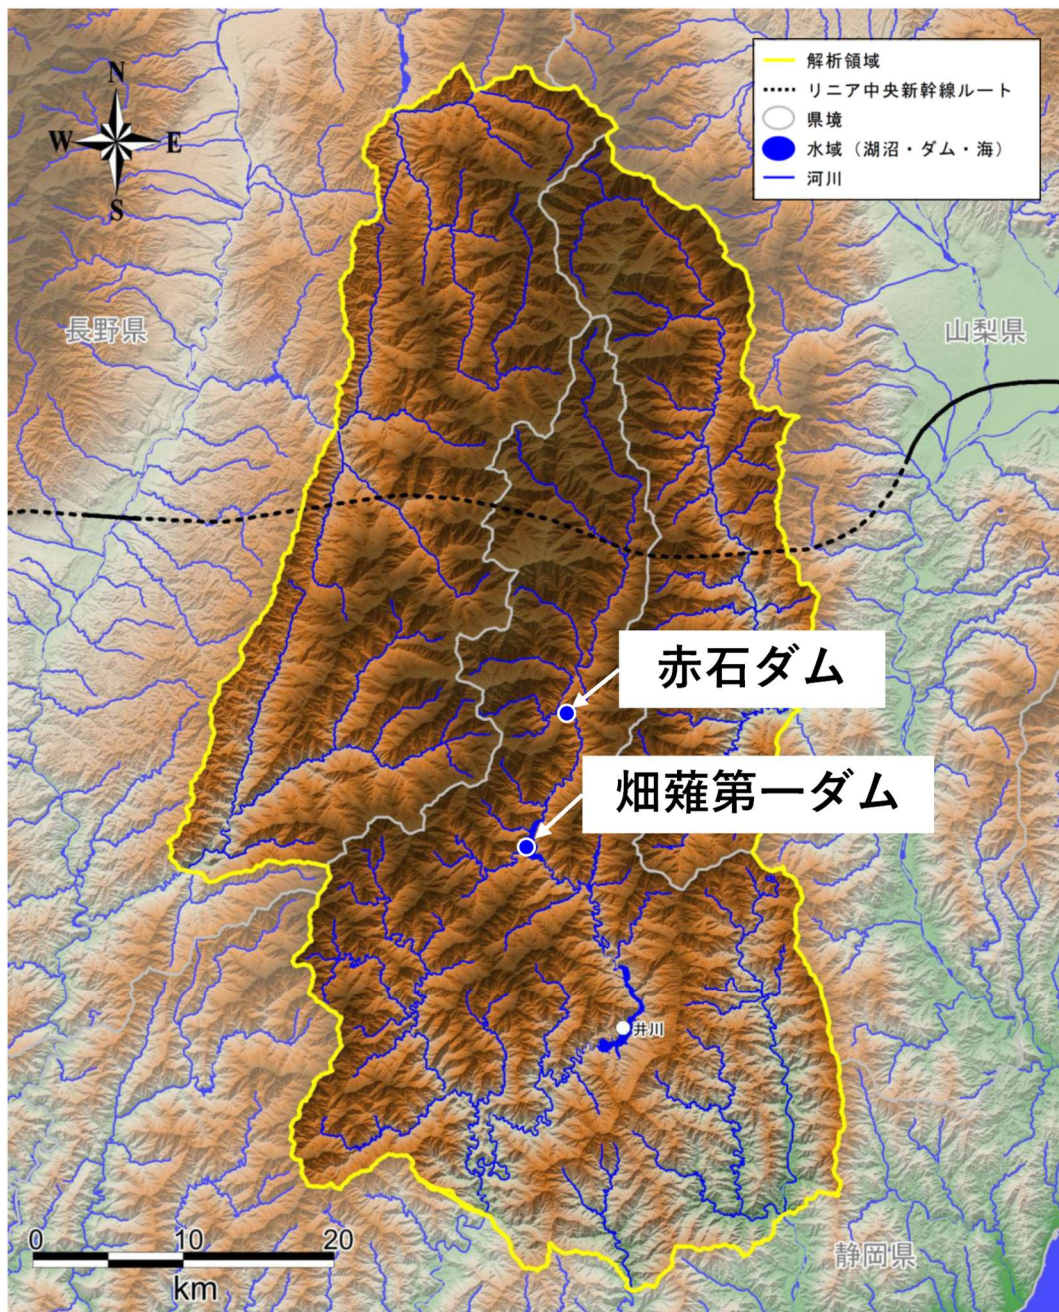 N
W E
S
解析領域
リニア中央新幹線ルート
県境
水域（湖沼・ダム・海）
河川
長野県
山梨県
赤石ダム
畑薙第一ダム
井川
静岡県
0 10 20
km